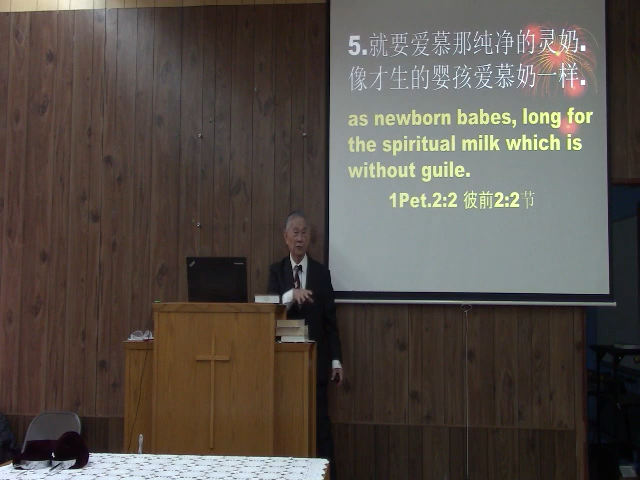 5.就要爱慕那纯净的灵奶.
像才生的婴孩爱慕奶一样.
as newborn babes, long for
the spiritual milk which is
without guile.
1Pet.2:2 彼前2:2节